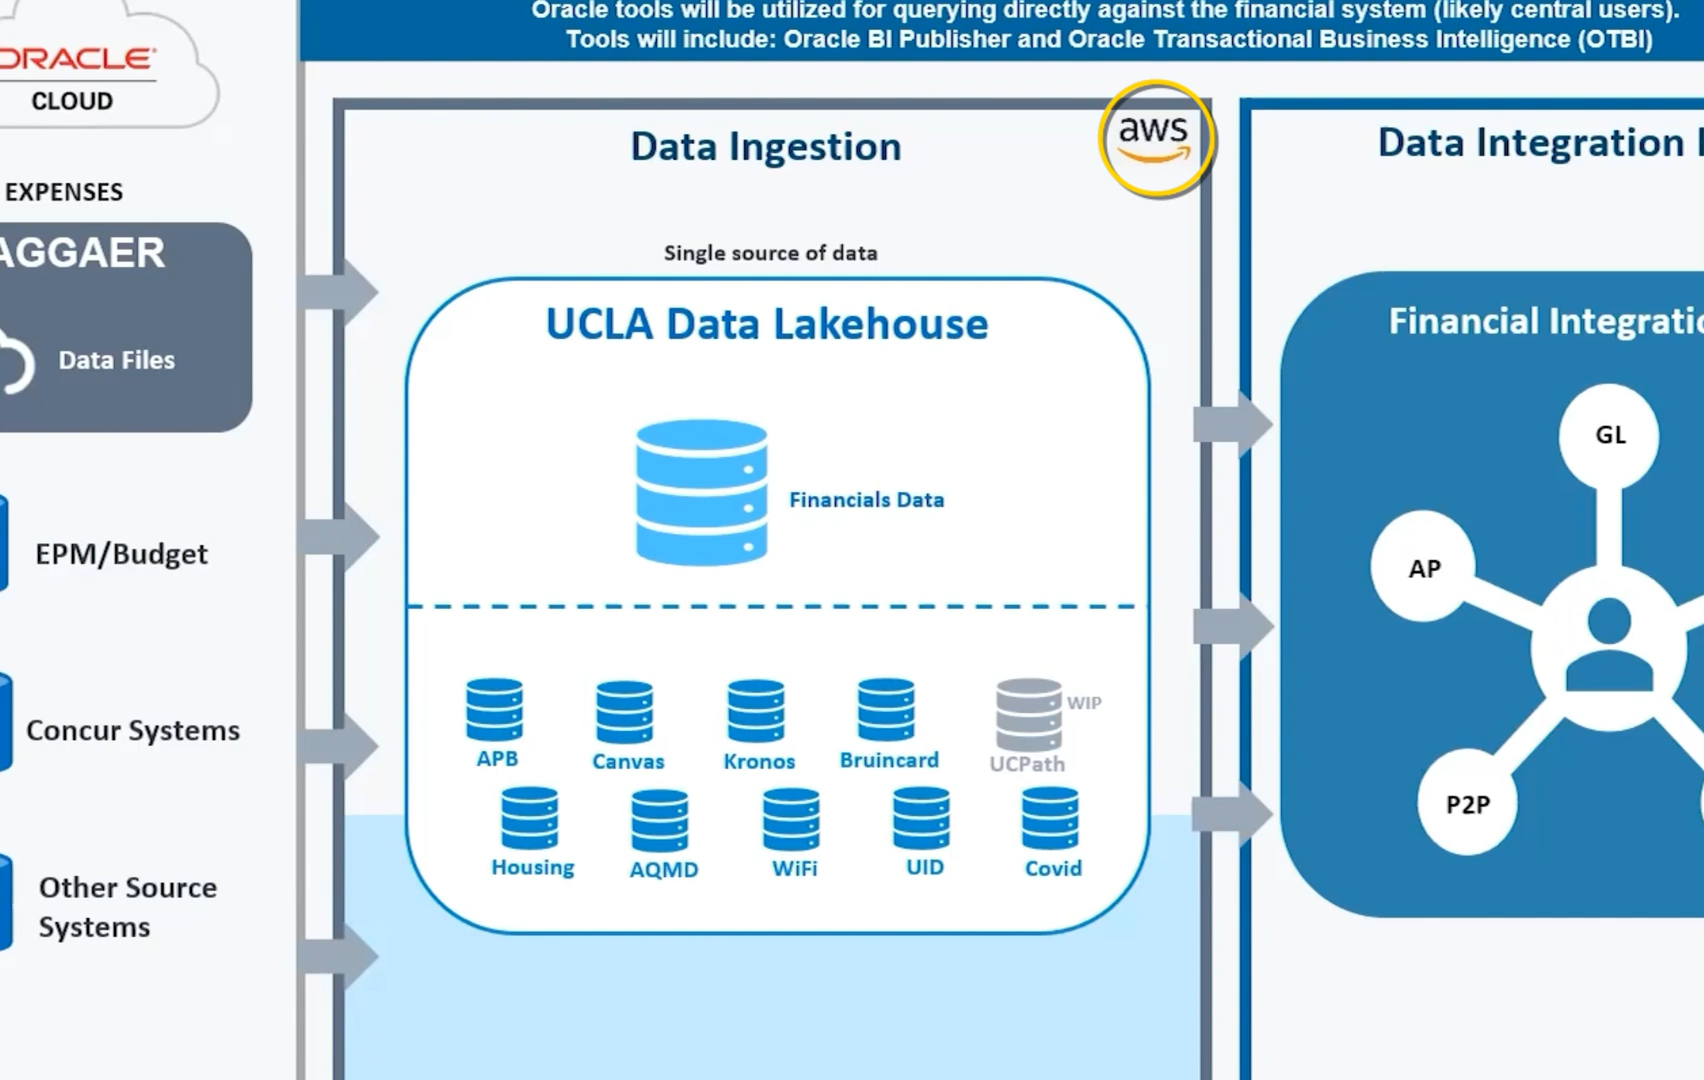 Oracle tools will be utilized for querying directly against the financial system (likely central users).
Tools will include: Oracle BI Publisher and Oracle Transactional Business Intelligence (OTBI)
ORACLE
CLOUD
EXPENSES
AGGAER
Data Files
EPM/Budget
Concur Systems
Other Source
Systems
Data Ingestion
aws
Single source of data
UCLA Data Lakehouse
Financials Data
APB
Canvas
Kronos
Bruincard
WIP
UCPath
Housing
AQMD
WiFi
UID
Covid
Data Integration
Financial Integratio
GL
AP
P2P